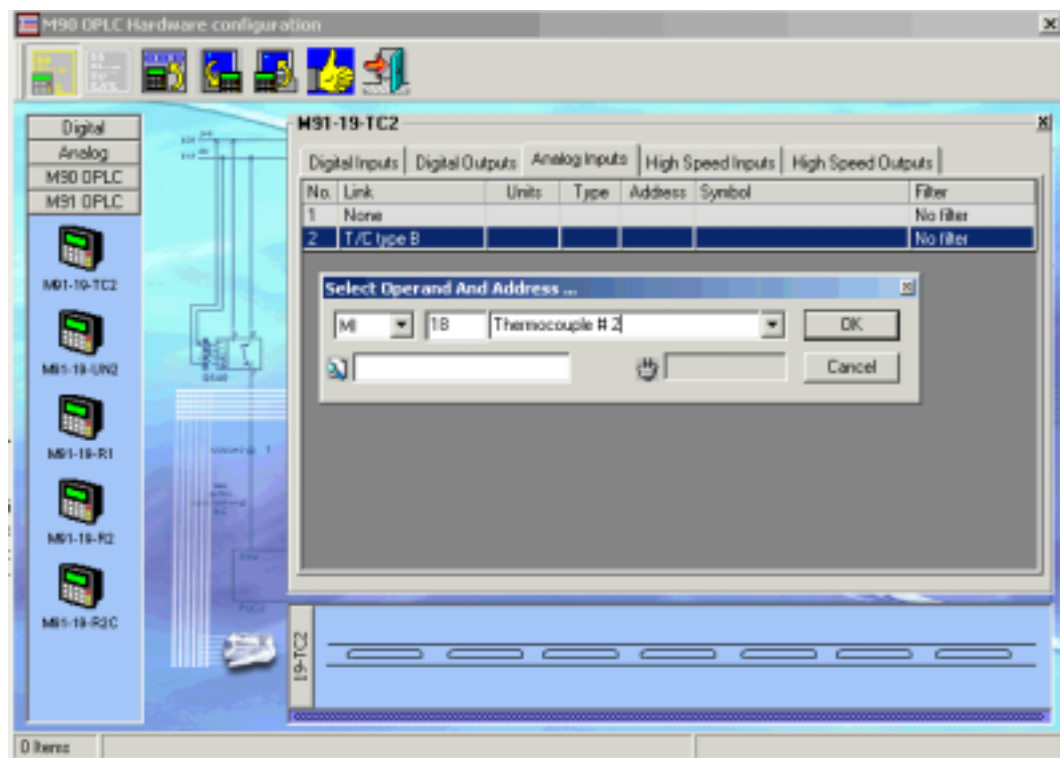 M90 OPLC Hardware configuration
Digital
Analog
M90 OPLC
M91 OPLC
M91-19-TC2
M91-19-UN2
M91-19-R1
M91-19-R2
M91-19-R2C
M91-19-TC2
Digital Inputs Digital Outputs Analog Inputs High Speed Inputs High Speed Outputs
No. Link Units Type Address Symbol Filter
1 None No filter
2 T/C type B No filter
Select Operand And Address ...
MI 18 Thermocouple # 2 OK
Cancel
19-TC2
0 Items